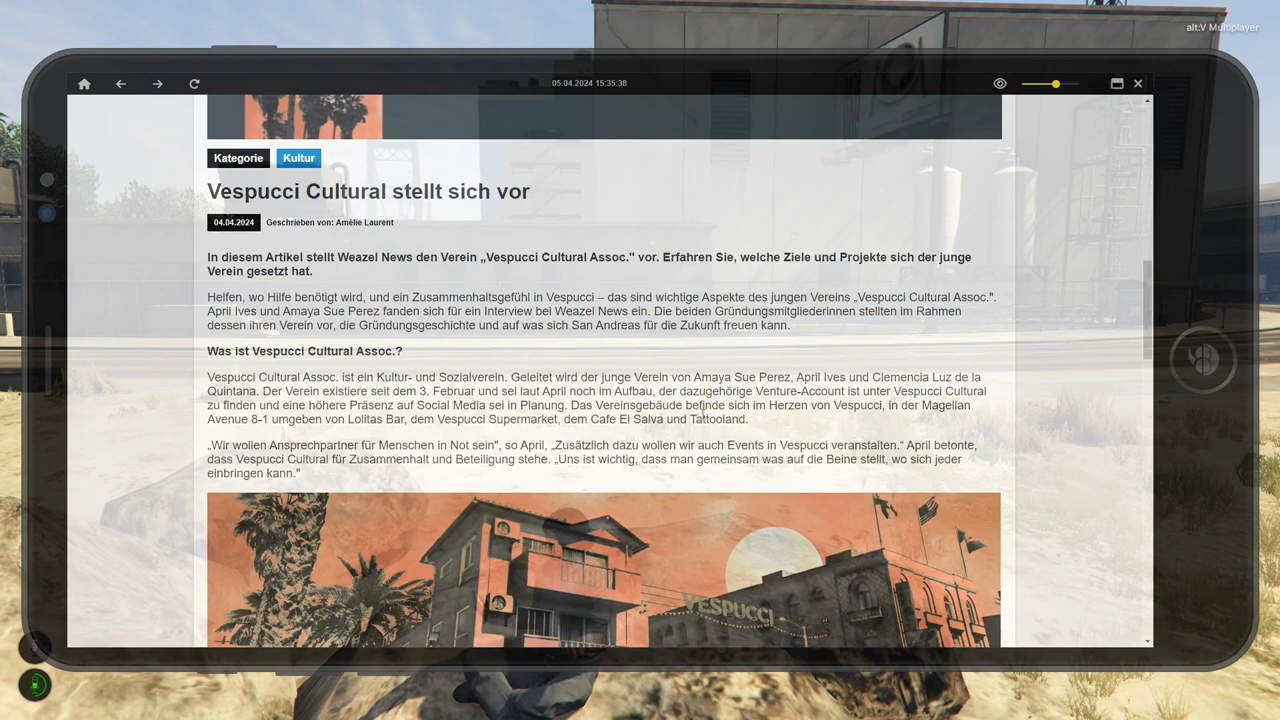 alt:V Multiplayer
05.04.2024 15:35:38
Kategorie Kultur
Vespucci Cultural stellt sich vor
04.04.2024 Geschrieben von: Amèlie Laurent
In diesem Artikel stellt Weazel News den Verein „Vespucci Cultural Assoc." vor. Erfahren Sie, welche Ziele und Projekte sich der junge
Verein gesetzt hat.
Helfen, wo Hilfe benötigt wird, und ein Zusammenhaltsgefühl in Vespucci – das sind wichtige Aspekte des jungen Vereins „Vespucci Cultural Assoc.".
April Ives und Amaya Sue Perez fanden sich für ein Interview bei Weazel News ein. Die beiden Gründungsmitgliederinnen stellten im Rahmen
dessen ihren Verein vor, die Gründungsgeschichte und auf was sich San Andreas für die Zukunft freuen kann.
Was ist Vespucci Cultural Assoc.?
Vespucci Cultural Assoc. ist ein Kultur- und Sozialverein. Geleitet wird der junge Verein von Amaya Sue Perez, April Ives und Clemencia Luz de la
Quintana. Der Verein existiere seit dem 3. Februar und sei laut April noch im Aufbau, der dazugehörige Venture-Account ist unter Vespucci Cultural
zu finden und eine höhere Präsenz auf Social Media sei in Planung. Das Vereinsgebäude befinde sich im Herzen von Vespucci, in der Magellan
Avenue 8-1 umgeben von Lolitas Bar, dem Vespucci Supermarket, dem Cafe El Salva und Tattooland.
„Wir wollen Ansprechpartner für Menschen in Not sein", so April, „Zusätzlich dazu wollen wir auch Events in Vespucci veranstalten.“ April betonte,
dass Vespucci Cultural für Zusammenhalt und Beteiligung stehe. „Uns ist wichtig, dass man gemeinsam was auf die Beine stellt, wo sich jeder
einbringen kann."
VESPUCCI